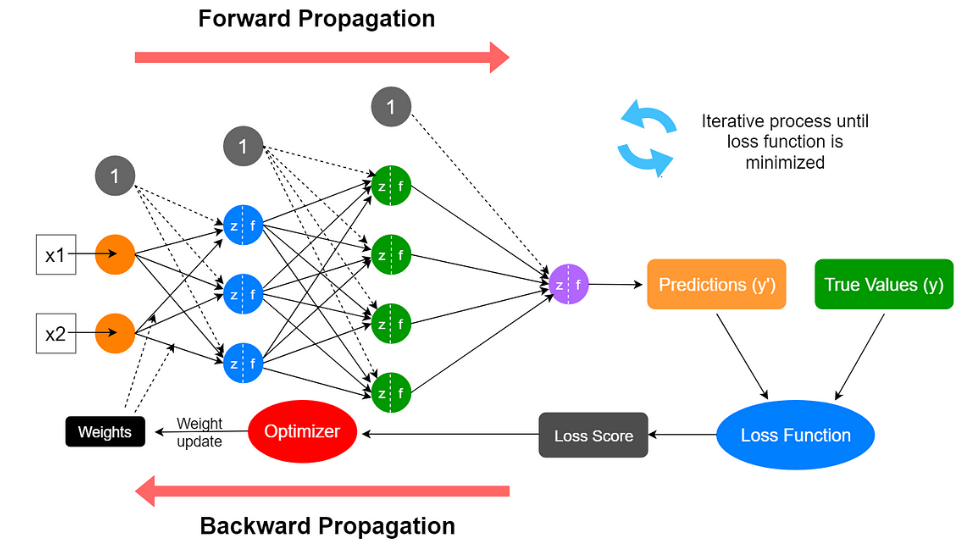 Forward Propagation
1
1
1
Iterative process until
loss function is
minimized
z f
z f
x1
z f
z f
z f
Predictions (y')
True Values (y)
z f
x2
z f
z f
z f
Weights
Weight
update
Optimizer
Loss Score
Loss Function
Backward Propagation